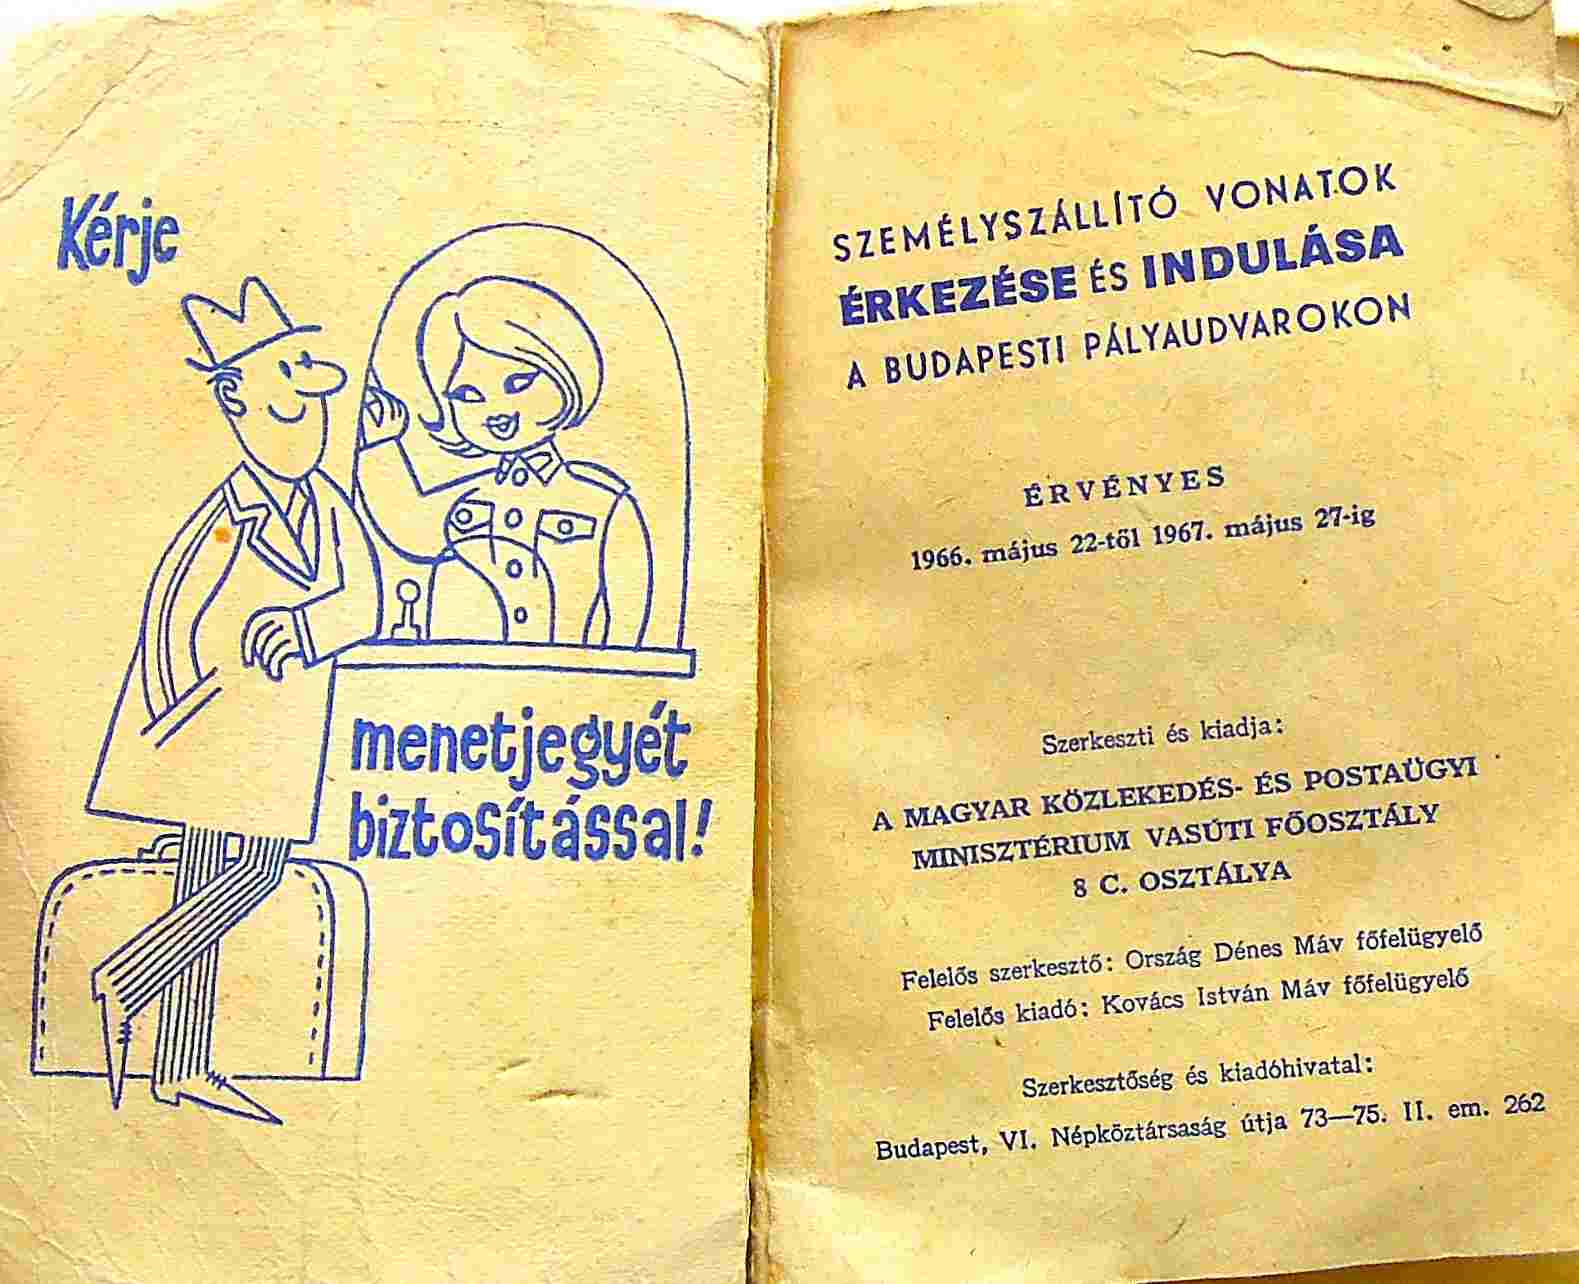 Kérje
menetjegyét
biztosítással!
SZEMÉLYSZÁLLÍTÓ VONATOK
ÉRKEZÉSE ÉS INDULÁSA
A BUDAPESTI PÁLYAUDVAROKON
ÉRVÉNYES
1966. május 22-től 1967. május 27-ig
Szerkeszti és kiadja:
A MAGYAR KÖZLEKEDÉS- ÉS POSTAÜGYI
MINISZTÉRIUM VASÚTI FŐOSZTÁLY
8 C. OSZTÁLYA
Felelős szerkesztő: Ország Dénes Máv főfelügyelő
Felelős kiadó: Kovács István Máv főfelügyelő
Szerkesztőség és kiadóhivatal:
Budapest, VI. Népköztársaság útja 73—75. II. em. 262